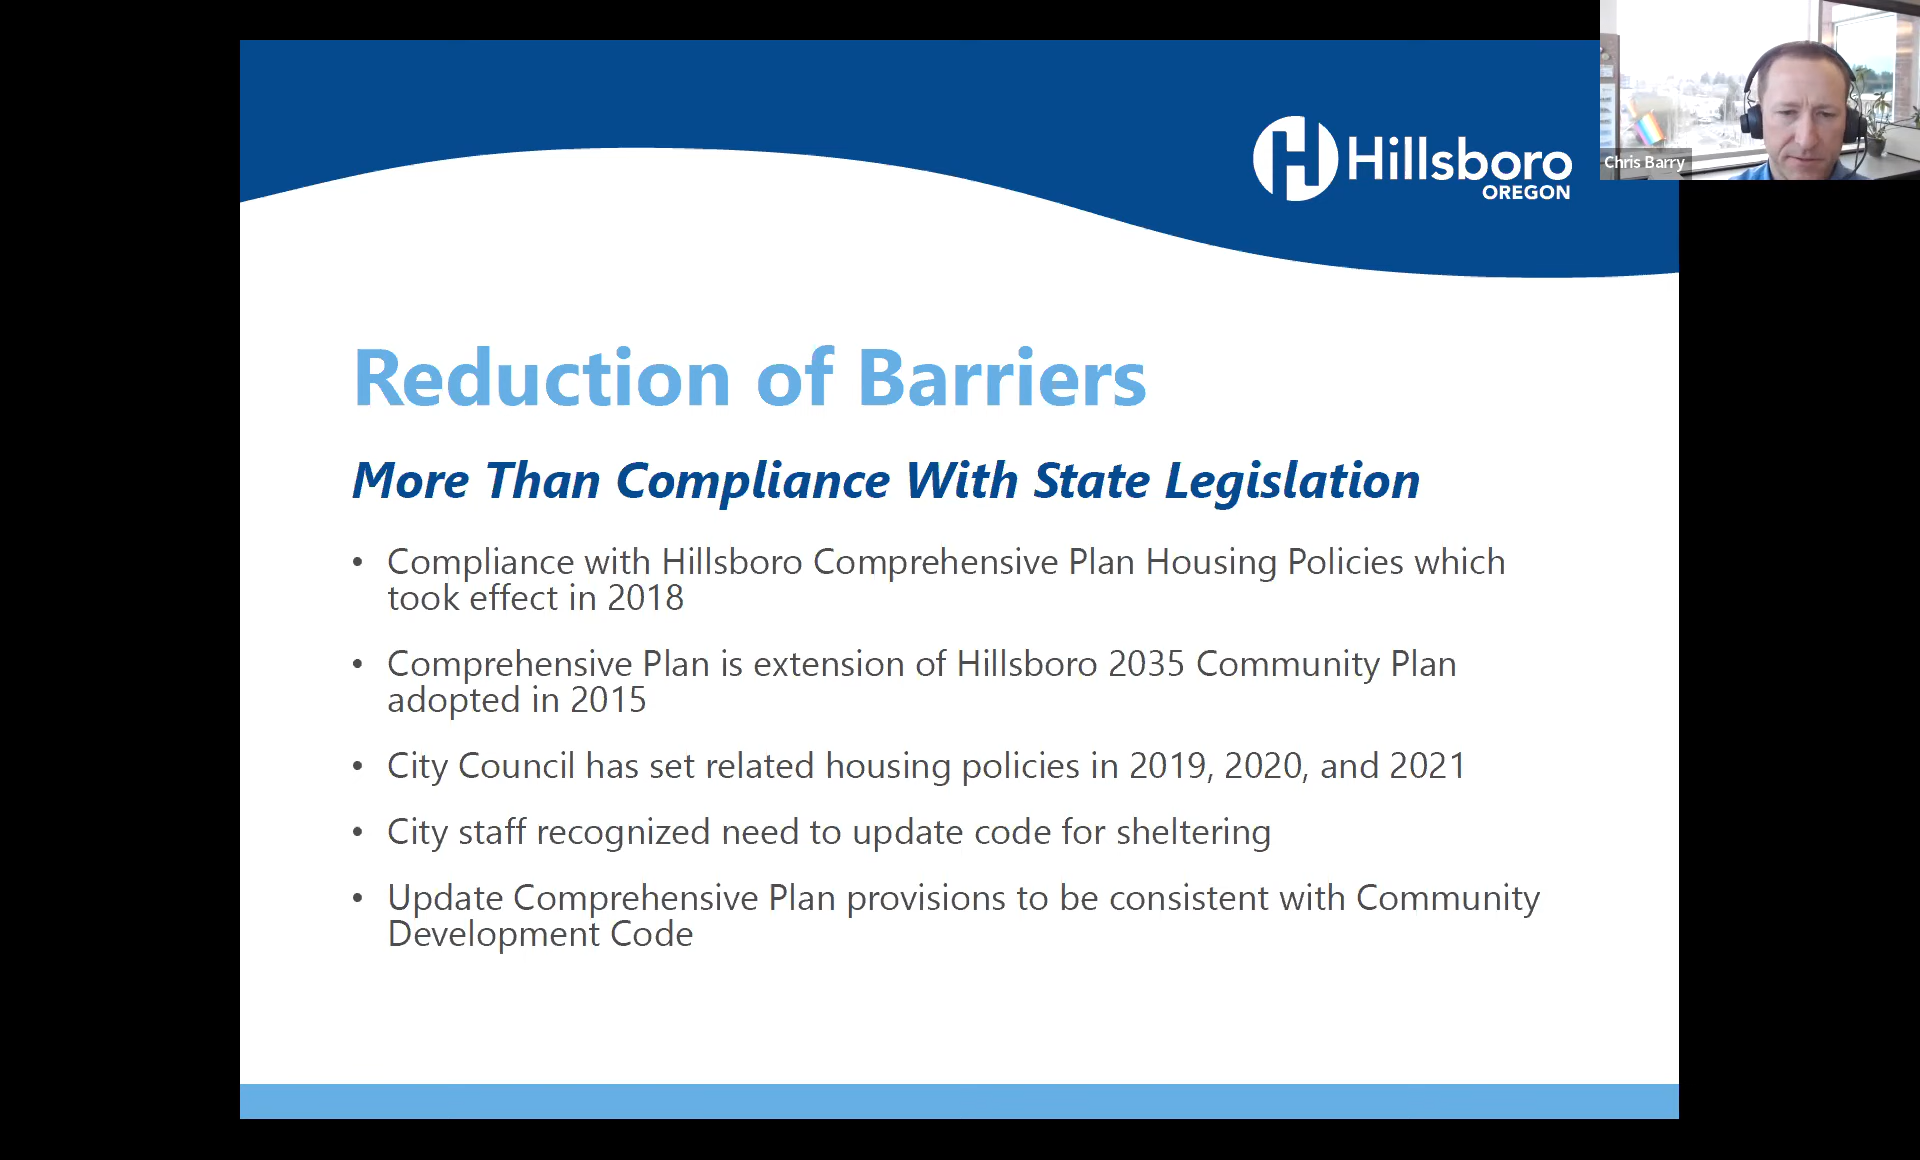 Hillsboro
OREGON
Chris Barry
Reduction of Barriers
More Than Compliance With State Legislation
• Compliance with Hillsboro Comprehensive Plan Housing Policies which
took effect in 2018
• Comprehensive Plan is extension of Hillsboro 2035 Community Plan
adopted in 2015
• City Council has set related housing policies in 2019, 2020, and 2021
• City staff recognized need to update code for sheltering
• Update Comprehensive Plan provisions to be consistent with Community
Development Code